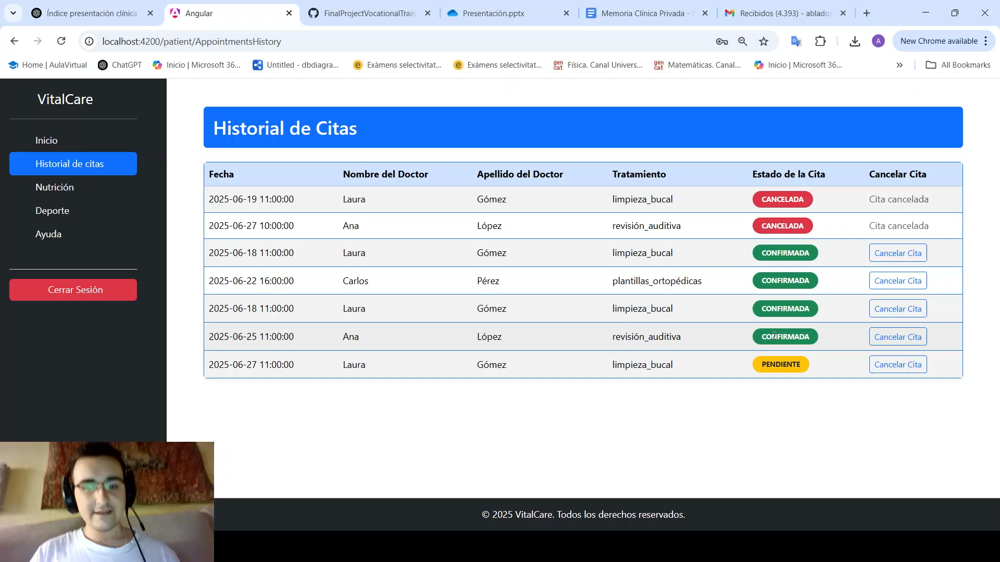 Índice presentación clínica
Angular
FinalProjectVocationalTrain
Presentación.pptx
Memoria Clínica Privada -
Recibidos (4.393) - ablador
localhost:4200/patient/AppointmentsHistory
A
New Chrome available
Home | AulaVirtual
ChatGPT
Inicio | Microsoft 36...
Untitled - dbdiagra...
Exàmens selectivitat...
Exàmens selectivitat...
gen cat
Física. Canal Univers...
gen cat
Matemáticas. Canal...
Inicio | Microsoft 36...
All Bookmarks
VitalCare
Inicio
Historial de citas
Nutrición
Deporte
Ayuda
Cerrar Sesión
Historial de Citas
Fecha Nombre del Doctor Apellido del Doctor Tratamiento Estado de la Cita Cancelar Cita
2025-06-19 11:00:00 Laura Gómez limpieza_bucal CANCELADA Cita cancelada
2025-06-27 10:00:00 Ana López revisión_auditiva CANCELADA Cita cancelada
2025-06-18 11:00:00 Laura Gómez limpieza_bucal CONFIRMADA Cancelar Cita
2025-06-22 16:00:00 Carlos Pérez plantillas_ortopédicas CONFIRMADA Cancelar Cita
2025-06-18 11:00:00 Laura Gómez limpieza_bucal CONFIRMADA Cancelar Cita
2025-06-25 11:00:00 Ana López revisión_auditiva CONFIRMADA Cancelar Cita
2025-06-27 11:00:00 Laura Gómez limpieza_bucal PENDIENTE Cancelar Cita
© 2025 VitalCare. Todos los derechos reservados.